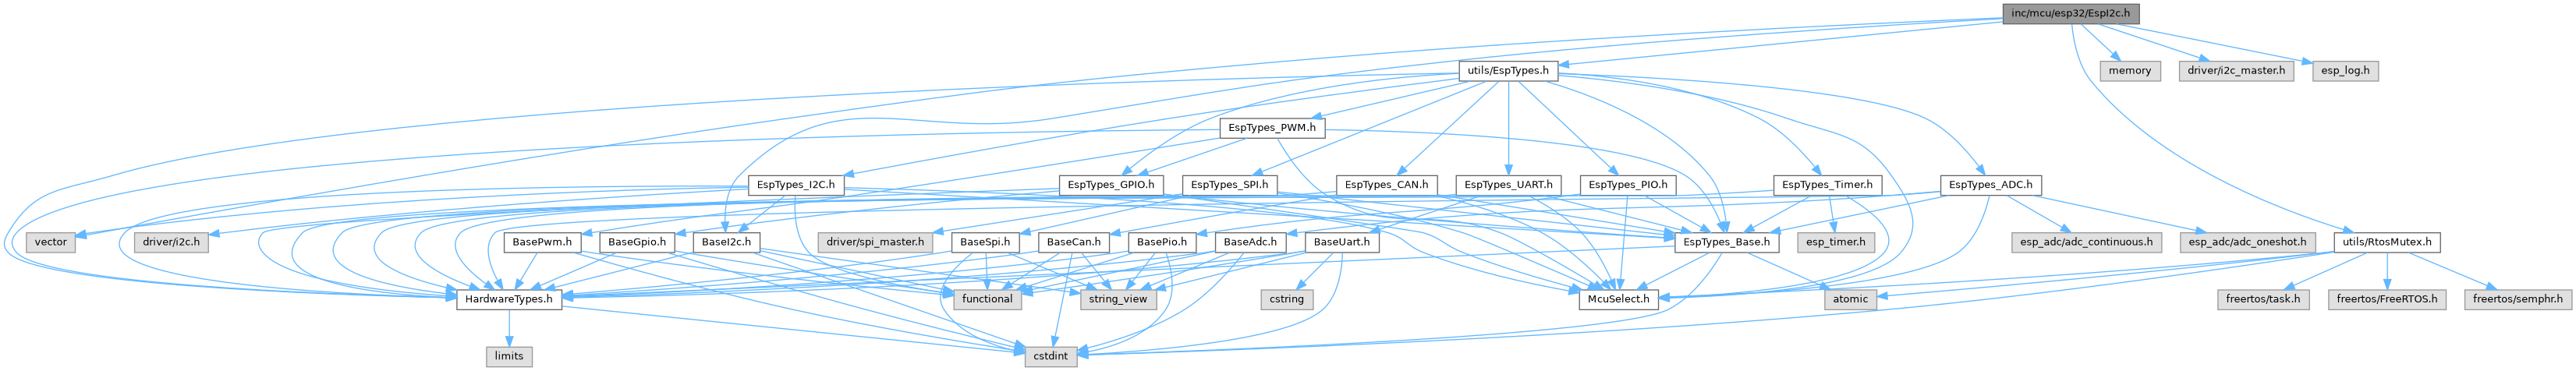 inc/mcu/esp32/EspI2c.h
utils/EspTypes.h
memory
driver/i2c_master.h
esp_log.h
EspTypes_PWM.h
EspTypes_I2C.h
EspTypes_GPIO.h
EspTypes_SPI.h
EspTypes_CAN.h
EspTypes_UART.h
EspTypes_PIO.h
EspTypes_Timer.h
EspTypes_ADC.h
vector
driver/i2c.h
BasePwm.h
BaseGpio.h
BaseI2c.h
driver/spi_master.h
BaseSpi.h
BaseCan.h
BasePio.h
BaseAdc.h
BaseUart.h
EspTypes_Base.h
esp_timer.h
esp_adc/adc_continuous.h
esp_adc/adc_oneshot.h
utils/RtosMutex.h
HardwareTypes.h
functional
string_view
cstring
McuSelect.h
atomic
freertos/task.h
freertos/FreeRTOS.h
freertos/semphr.h
limits
cstdint